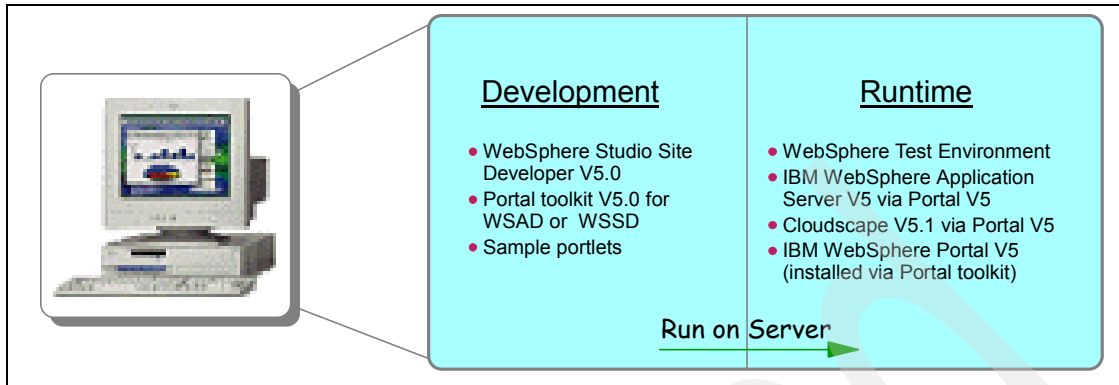 Development
WebSphere Studio Site
Developer V5.0
Portal toolkit V5.0 for
WSAD or WSSD
Sample portlets
Runtime
WebSphere Test Environment
IBM WebSphere Application
Server V5 via Portal V5
Cloudscape V5.1 via Portal V5
IBM WebSphere Portal V5
(installed via Portal toolkit)
Run on Server